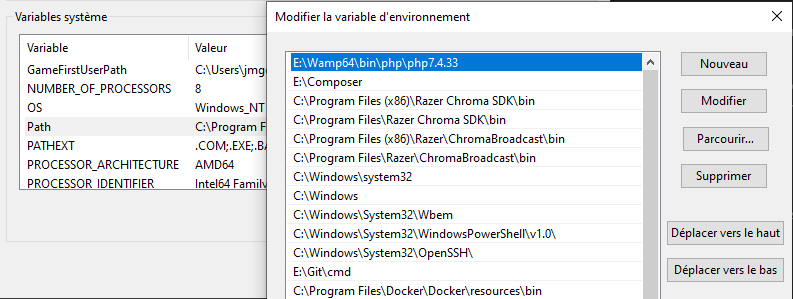 Variables système
Variable Valeur
GameFirstUserPath C:\Users\jmg
NUMBER_OF_PROCESSORS 8
OS Windows_NT
Path C:\Program F
PATHEXT .COM;.EXE;.BA
PROCESSOR_ARCHITECTURE AMD64
PROCESSOR_IDENTIFIER Intel64 Family
Modifier la variable d'environnement
E:\Wamp64\bin\php\php7.4.33
E:\Composer
C:\Program Files (x86)\Razer Chroma SDK\bin
C:\Program Files\Razer Chroma SDK\bin
C:\Program Files (x86)\Razer\ChromaBroadcast\bin
C:\Program Files\Razer\ChromaBroadcast\bin
C:\Windows\system32
C:\Windows
C:\Windows\System32\Wbem
C:\Windows\System32\WindowsPowerShell\v1.0\
C:\Windows\System32\OpenSSH\
E:\Git\cmd
C:\Program Files\Docker\Docker\resources\bin
Nouveau
Modifier
Parcourir...
Supprimer
Déplacer vers le haut
Déplacer vers le bas